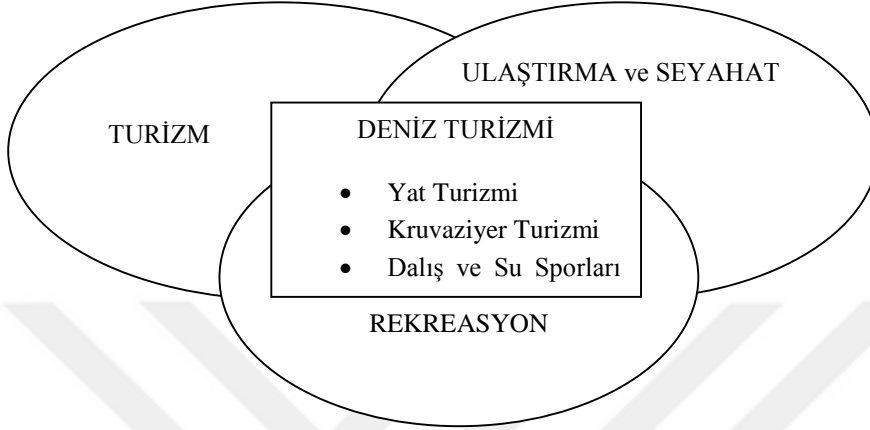 ULAŞTIRMA ve SEYAHAT
TURİZM
DENİZ TURİZMİ
• Yat Turizmi
• Kruvaziyer Turizmi
• Dalış ve Su Sporları
REKREASYON